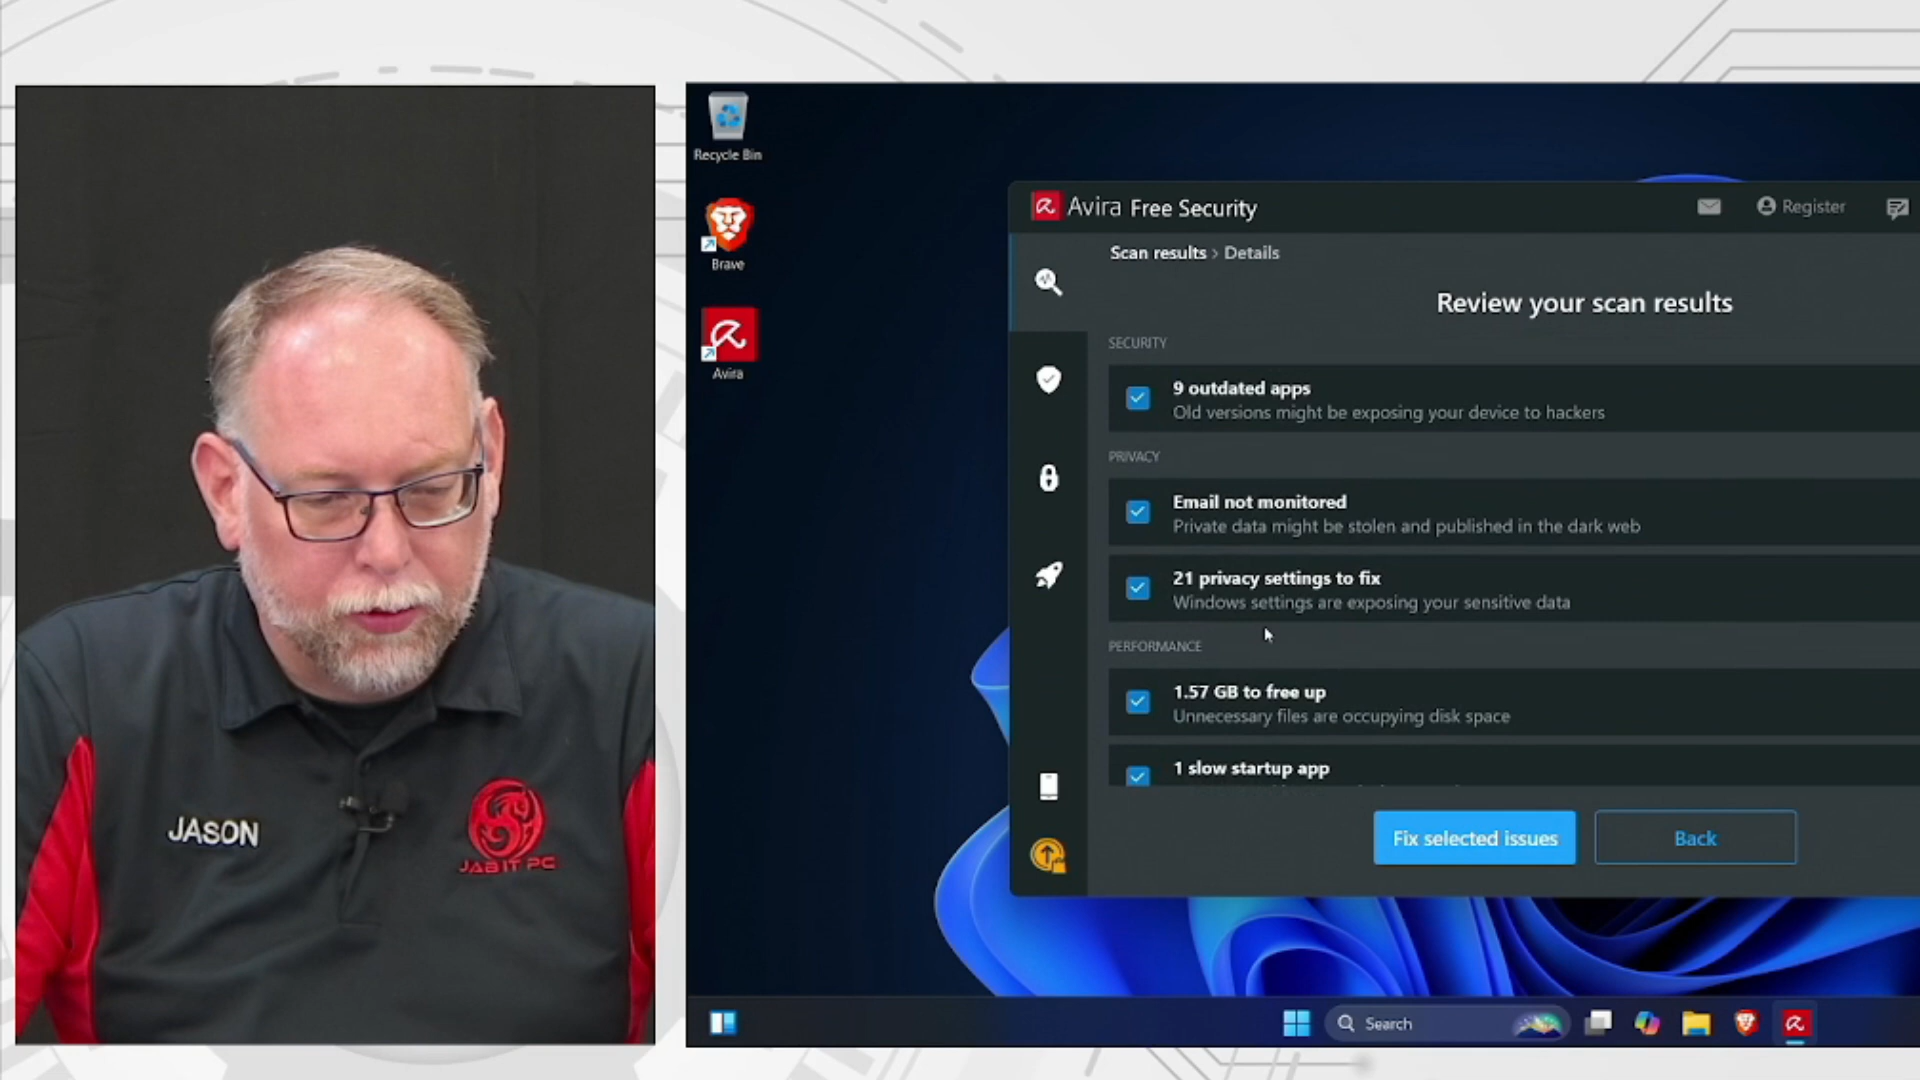 Recycle Bin
Brave
Avira
JASON
JABIT PC
Avira Free Security
Register
Scan results › Details
Review your scan results
SECURITY
9 outdated apps
Old versions might be exposing your device to hackers
PRIVACY
Email not monitored
Private data might be stolen and published in the dark web
21 privacy settings to fix
Windows settings are exposing your sensitive data
PERFORMANCE
1.57 GB to free up
Unnecessary files are occupying disk space
1 slow startup app
Fix selected issues
Back
Search